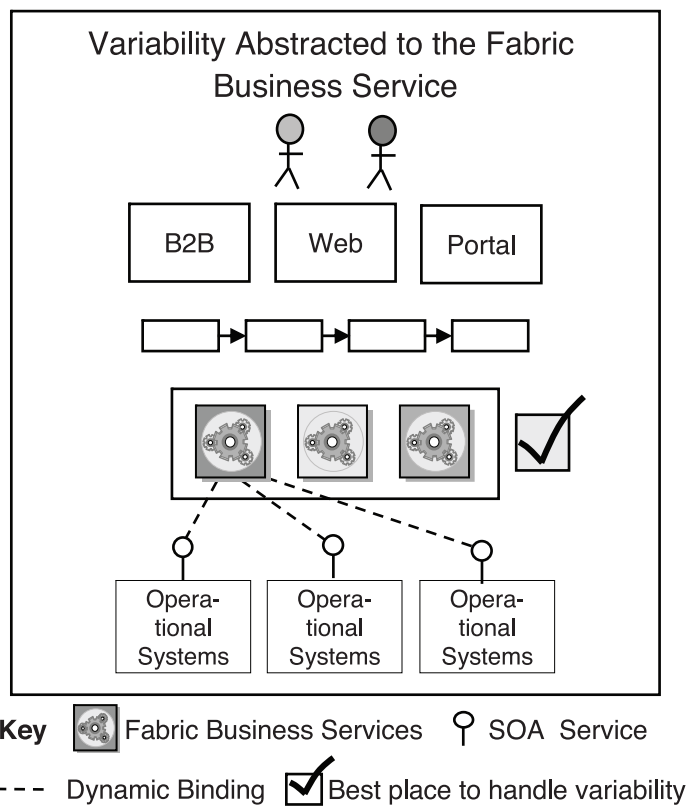 Variability Abstracted to the Fabric
Business Service
B2B
Web
Portal
Opera-
tional
Systems
Opera-
tional
Systems
Opera-
tional
Systems
Key Fabric Business Services SOA Service
Dynamic Binding Best place to handle variability